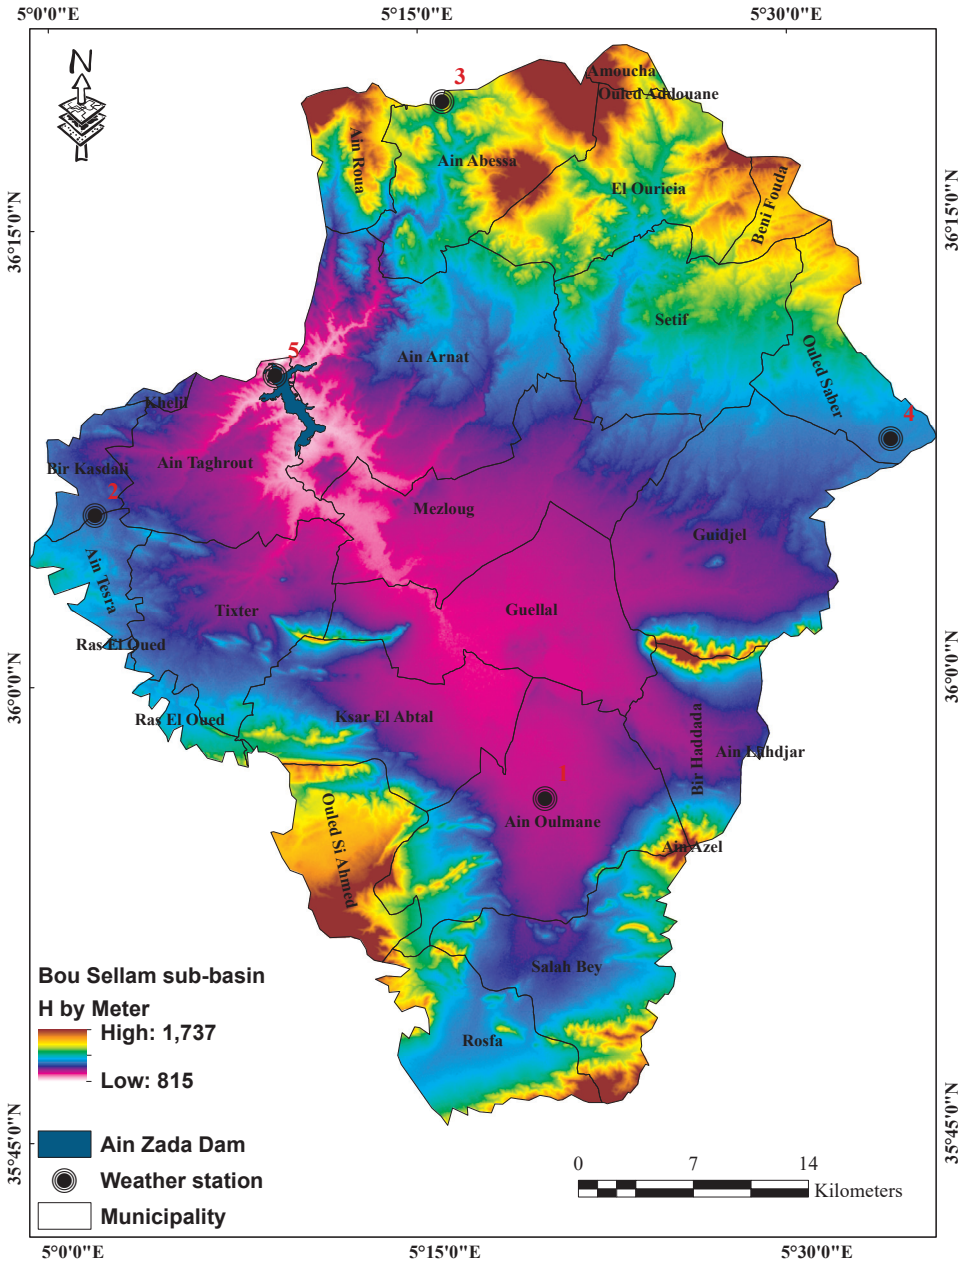 5°0'0"E
5°15'0"E
5°30'0"E
N
3
Amoucha
Ouled Addouane
Ain Roua
Ain Abessa
El Ourieia
Beni Fouda
36°15'0"N
36°15'0"N
Setif
5
Ain Arnat
Ouled Saber
Khelil
4
Bir Kasdali
Ain Taghrout
2
Mezloug
Guidjel
Ain Tesra
Tixter
Guellal
Ras El Oued
36°0'0"N
36°0'0"N
Ras El Oued
Ksar El Abtal
Bir Haddada
Ain Lahdjar
1
Ain Oulmane
Ouled Si Ahmed
Ain Azel
Salah Bey
Rosfa
Bou Sellam sub-basin
H by Meter
High: 1,737
Low: 815
35°45'0"N
35°45'0"N
Ain Zada Dam
Weather station
Municipality
0 7 14
Kilometers
5°0'0"E
5°15'0"E
5°30'0"E